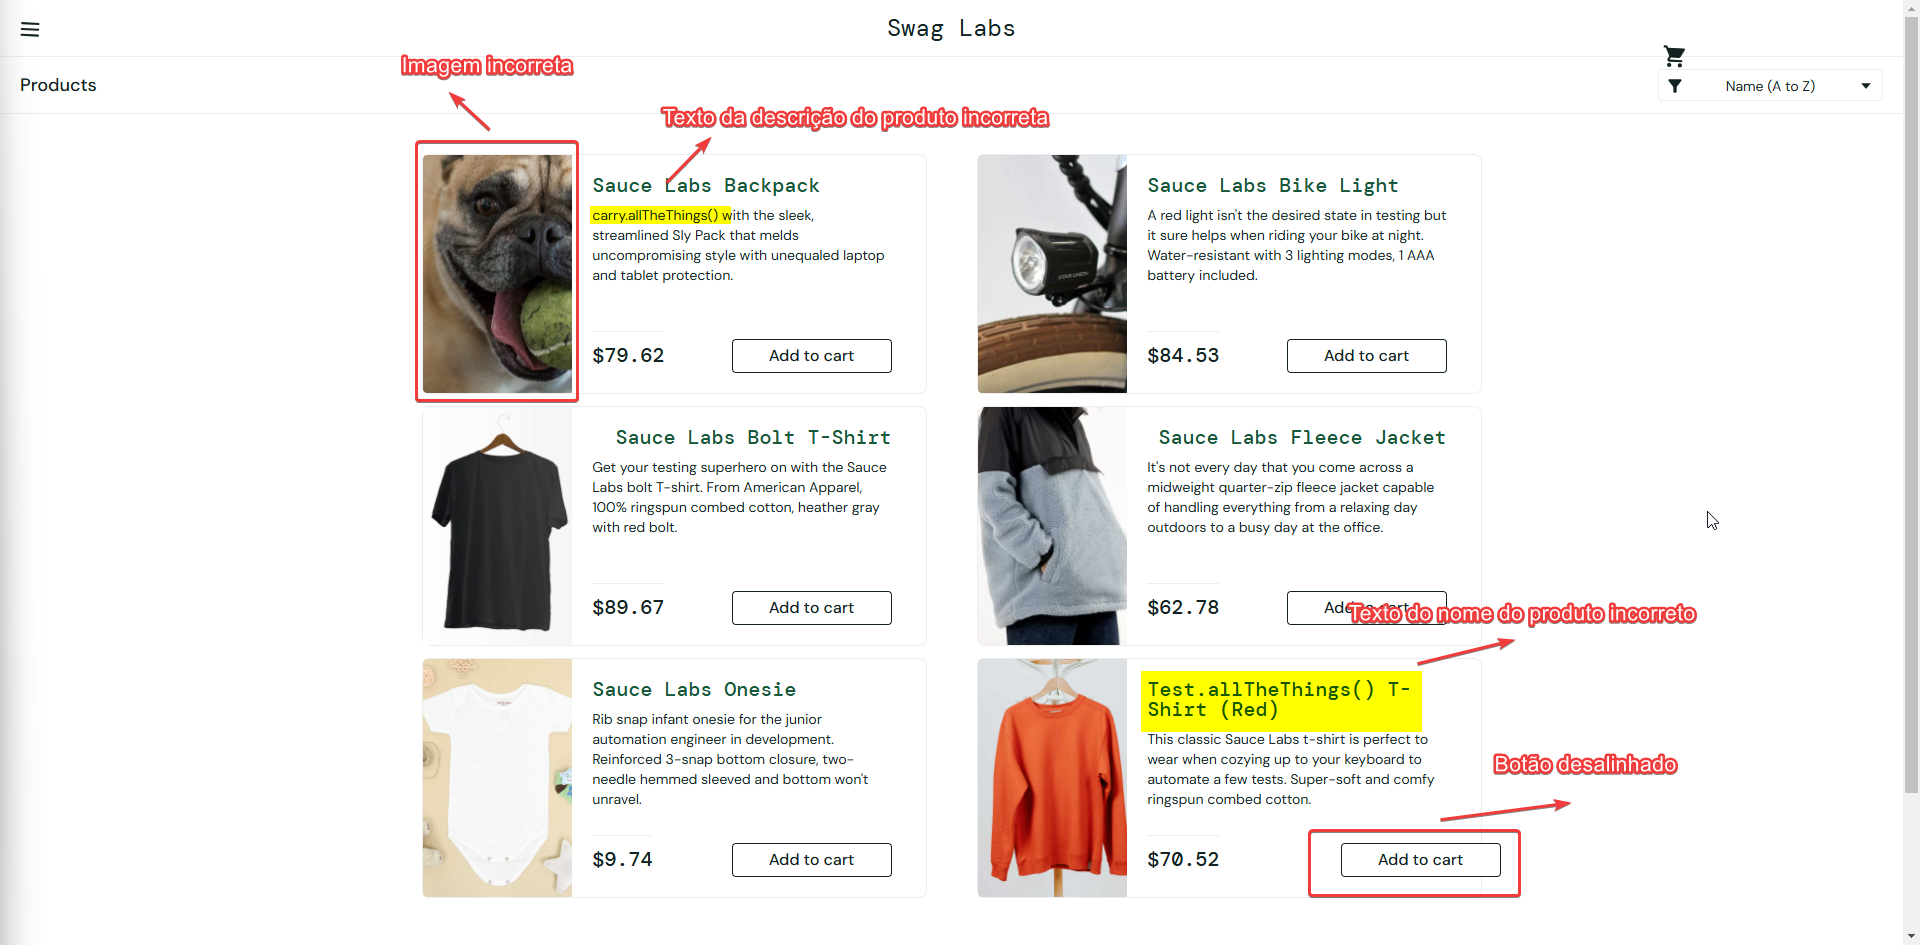 Swag Labs
Imagem incorreta
Products
Name (A to Z)
Texto da descrição do produto incorreta
Sauce Labs Backpack
carry.allTheThings() with the sleek,
streamlined Sly Pack that melds
uncompromising style with unequaled laptop
and tablet protection.
$79.62
Add to cart
Sauce Labs Bike Light
A red light isn't the desired state in testing but
it sure helps when riding your bike at night.
Water-resistant with 3 lighting modes, 1 AAA
battery included.
STAR UNION
$84.53
Add to cart
Sauce Labs Bolt T-Shirt
Get your testing superhero on with the Sauce
Labs bolt T-shirt. From American Apparel,
100% ringspun combed cotton, heather gray
with red bolt.
$89.67
Add to cart
Sauce Labs Fleece Jacket
It's not every day that you come across a
midweight quarter-zip fleece jacket capable
of handling everything from a relaxing day
outdoors to a busy day at the office.
$62.78
Add to cart
Texto do nome do produto incorreto
Sauce Labs Onesie
Rib snap infant onesie for the junior
automation engineer in development.
Reinforced 3-snap bottom closure, two-
needle hemmed sleeved and bottom won't
unravel.
$9.74
Add to cart
Test.allTheThings() T-
Shirt (Red)
This classic Sauce Labs t-shirt is perfect to
wear when cozying up to your keyboard to
automate a few tests. Super-soft and comfy
ringspun combed cotton.
Botão desalinhado
$70.52
Add to cart